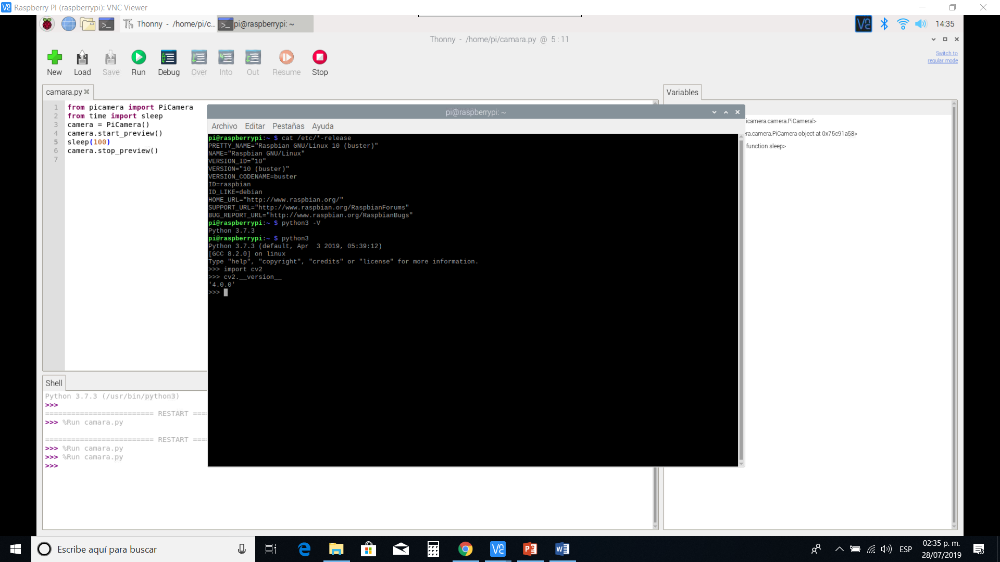 Raspberry PI (raspberrypi): VNC Viewer
Thonny - /home/pi/c... pi@raspberrypi: ~ 14:35
Thonny - /home/pi/camara.py @ 5 : 11
Switch to
regular mode
New Load Save Run Debug Over Into Out Resume Stop
camara.py
1 from picamera import PiCamera
2 from time import sleep
3 camera = PiCamera()
4 camera.start_preview()
5 sleep(100)
6 camera.stop_preview()
7
Variables
icamera.camera.PiCamera'>
ra.camera.PiCamera object at 0x75c91a58>
function sleep>
pi@raspberrypi: ~
Archivo Editar Pestañas Ayuda
pi@raspberrypi:~ $ cat /etc/*-release
PRETTY_NAME="Raspbian GNU/Linux 10 (buster)"
NAME="Raspbian GNU/Linux"
VERSION_ID="10"
VERSION="10 (buster)"
VERSION_CODENAME=buster
ID=raspbian
ID_LIKE=debian
HOME_URL="http://www.raspbian.org/"
SUPPORT_URL="http://www.raspbian.org/RaspbianForums"
BUG_REPORT_URL="http://www.raspbian.org/RaspbianBugs"
pi@raspberrypi:~ $ python3 -V
Python 3.7.3
pi@raspberrypi:~ $ python3
Python 3.7.3 (default, Apr  3 2019, 05:39:12)
[GCC 8.2.0] on linux
Type "help", "copyright", "credits" or "license" for more information.
>>> import cv2
>>> cv2.__version__
'4.0.0'
>>>
Shell
Python 3.7.3 (/usr/bin/python3)
>>>
========================= RESTART ====
>>> %Run camara.py
========================= RESTART ====
>>> %Run camara.py
>>> %Run camara.py
>>>
Escribe aquí para buscar
ESP
02:35 p. m.
28/07/2019